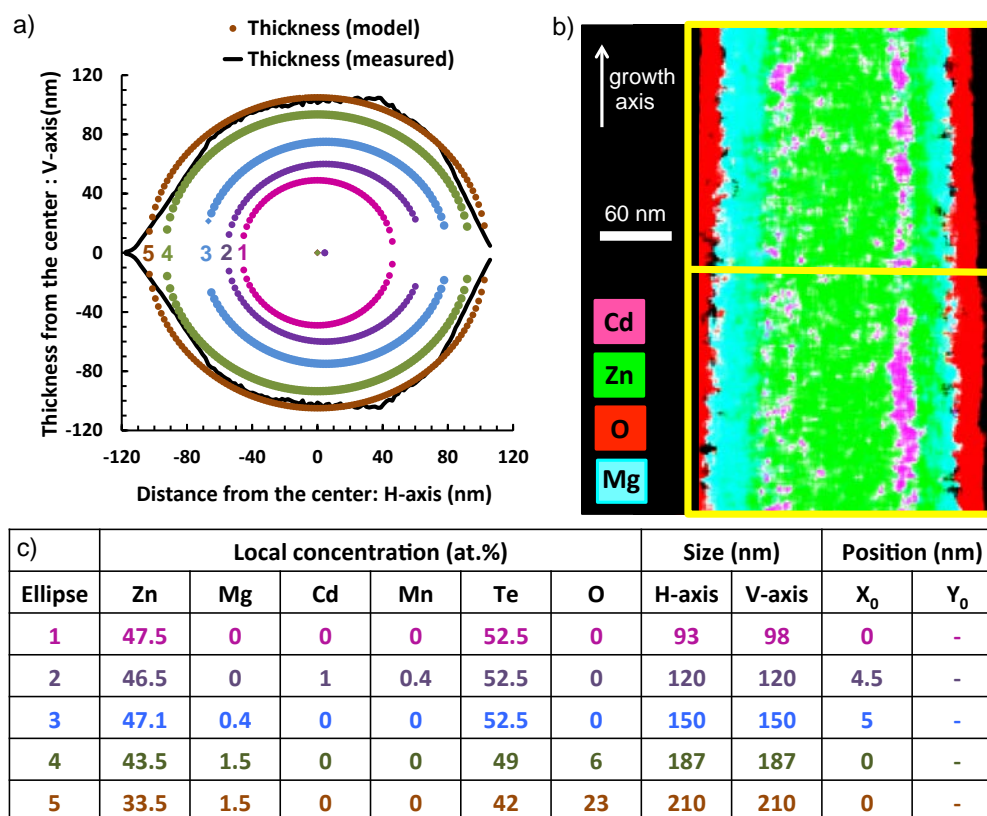 a)
Thickness (model)
Thickness (measured)
Thickness from the center : V-axis(nm)
120
80
40
0
-40
-80
-120
5 4 3 2 1
-120 -80 -40 0 40 80 120
Distance from the center: H-axis (nm)
b)
growth
axis
60 nm
Cd
Zn
O
Mg
c) Local concentration (at.%) Size (nm) Position (nm)
Ellipse Zn Mg Cd Mn Te O H-axis V-axis X₀ Y₀
1 47.5 0 0 0 52.5 0 93 98 0 -
2 46.5 0 1 0.4 52.5 0 120 120 4.5 -
3 47.1 0.4 0 0 52.5 0 150 150 5 -
4 43.5 1.5 0 0 49 6 187 187 0 -
5 33.5 1.5 0 0 42 23 210 210 0 -